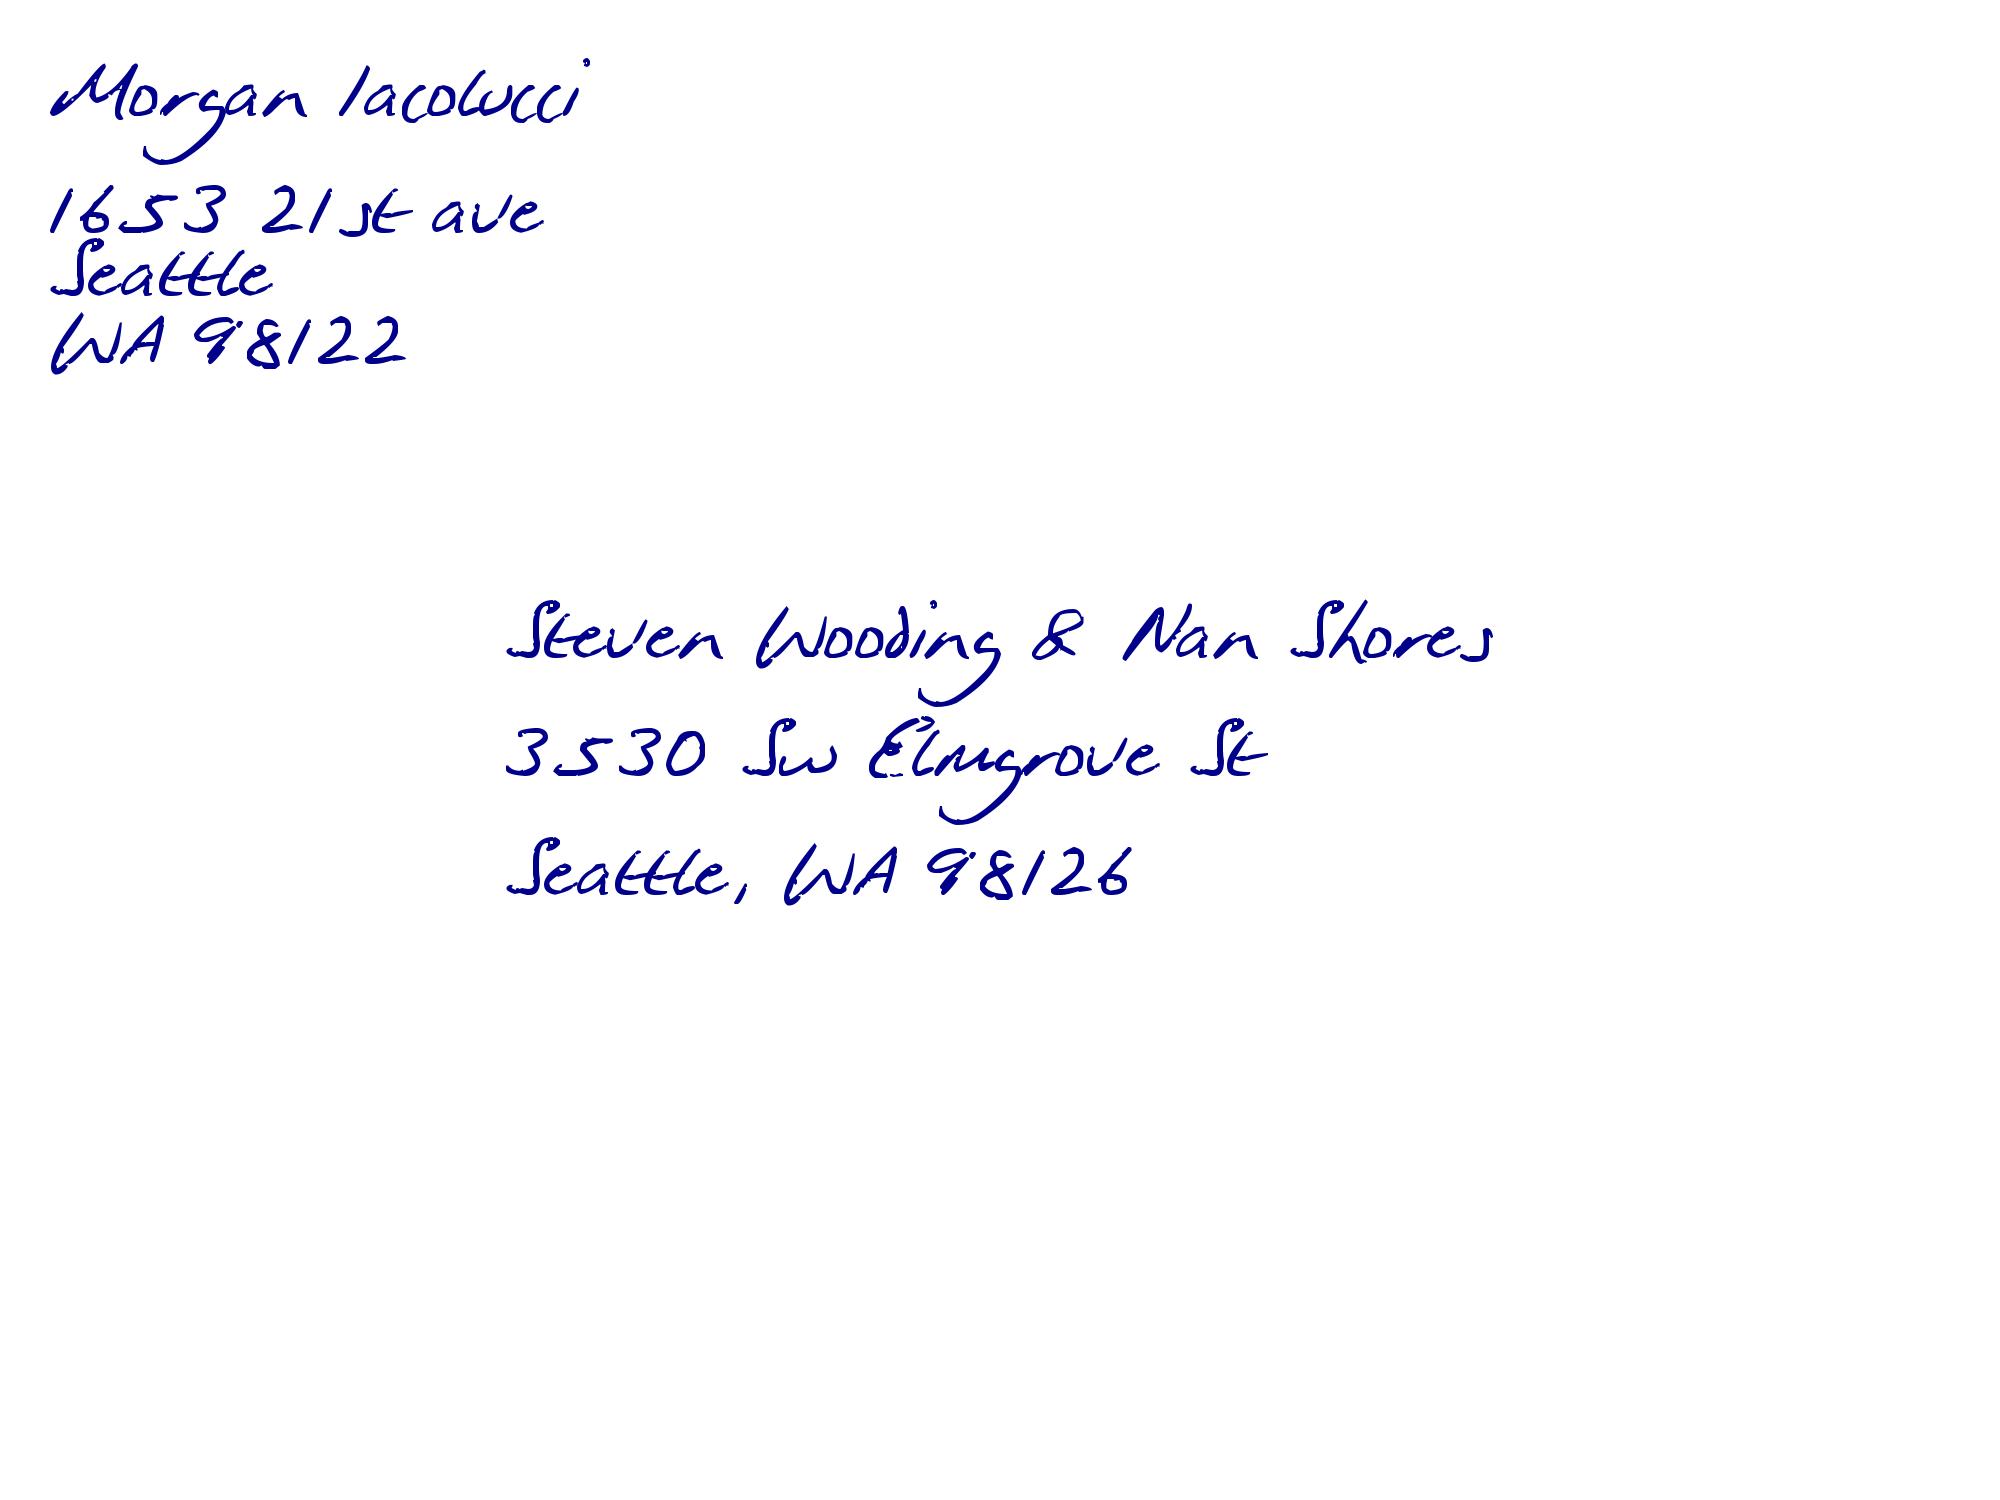 Morgan Iacolucci
1653 21st ave
Seattle
WA 98122
Steven Wooding & Nan Shores
3530 Sw Elmgrove St
Seattle, WA 98126